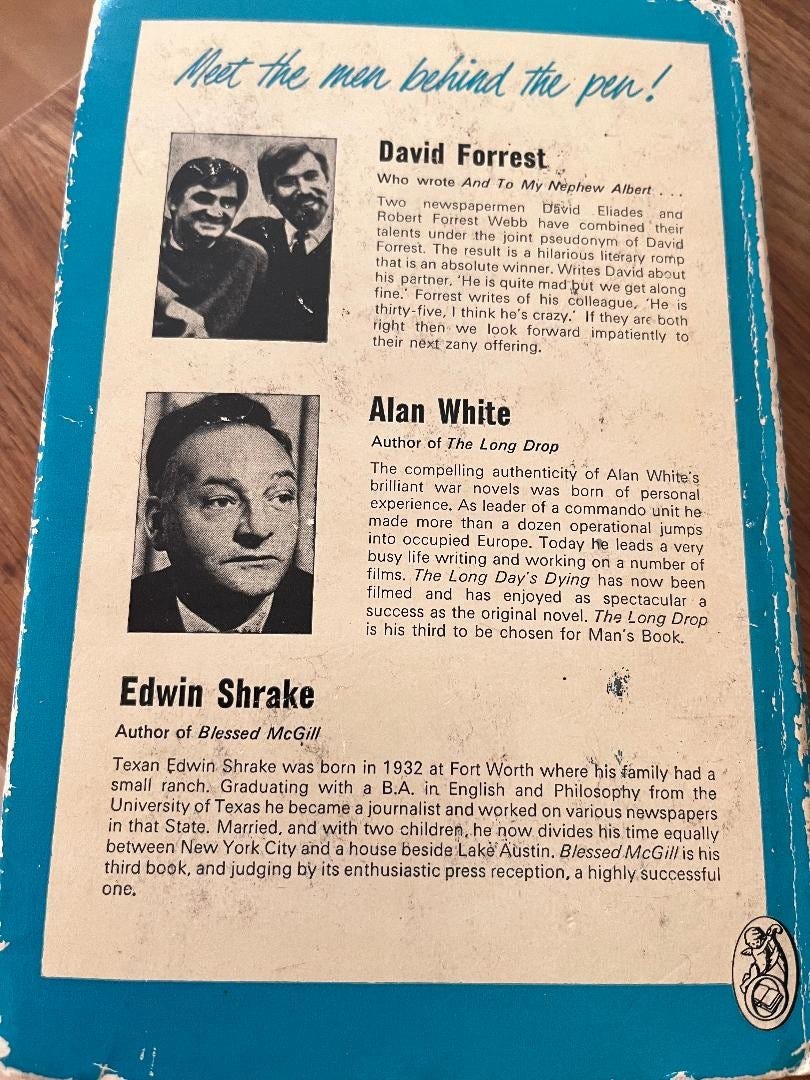 Meet the men behind the pen!
David Forrest
Who wrote And To My Nephew Albert . . .
Two newspapermen David Eliades and
Robert Forrest Webb have combined their
talents under the joint pseudonym of David
Forrest. The result is a hilarious literary romp
that is an absolute winner. Writes David about
his partner, 'He is quite mad but we get along
fine.' Forrest writes of his colleague, 'He is
thirty-five, I think he's crazy.' If they are both
right then we look forward impatiently to
their next zany offering.
Alan White
Author of The Long Drop
The compelling authenticity of Alan White's
brilliant war novels was born of personal
experience. As leader of a commando unit he
made more than a dozen operational jumps
into occupied Europe. Today he leads a very
busy life writing and working on a number of
films. The Long Day's Dying has now been
filmed and has enjoyed as spectacular a
success as the original novel. The Long Drop
is his third to be chosen for Man's Book.
Edwin Shrake
Author of Blessed McGill
Texan Edwin Shrake was born in 1932 at Fort Worth where his family had a
small ranch. Graduating with a B.A. in English and Philosophy from the
University of Texas he became a journalist and worked on various newspapers
in that State. Married, and with two children, he now divides his time equally
between New York City and a house beside Lake Austin. Blessed McGill is his
third book, and judging by its enthusiastic press reception, a highly successful
one.